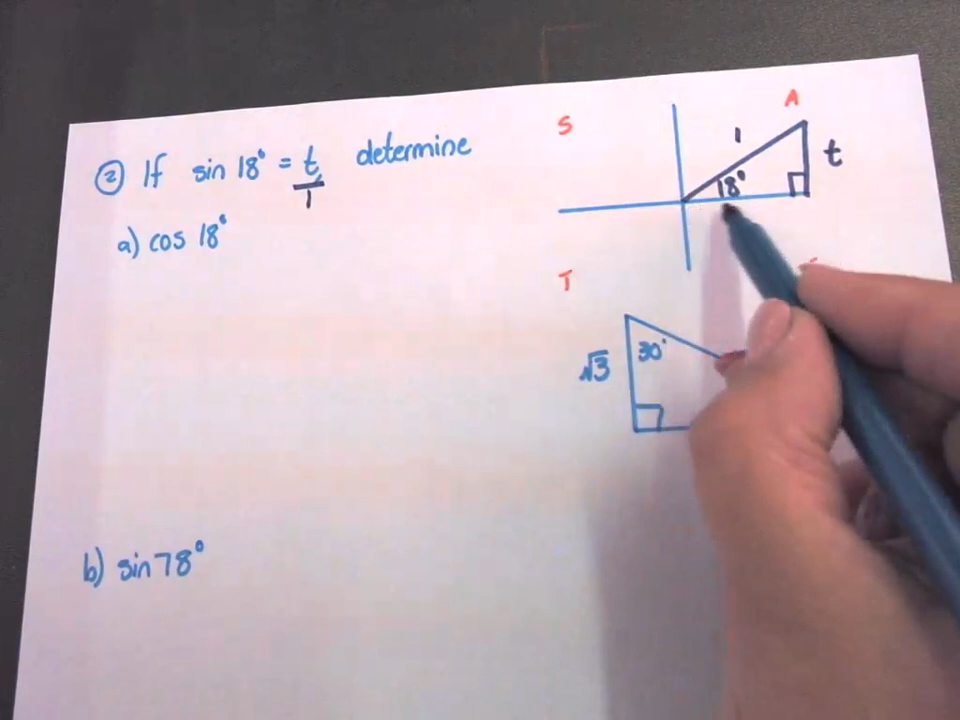 ② If sin 18° = t/1 determine
a) cos 18°
b) sin 78°
S
A
1
t
18°
T
√3
30°